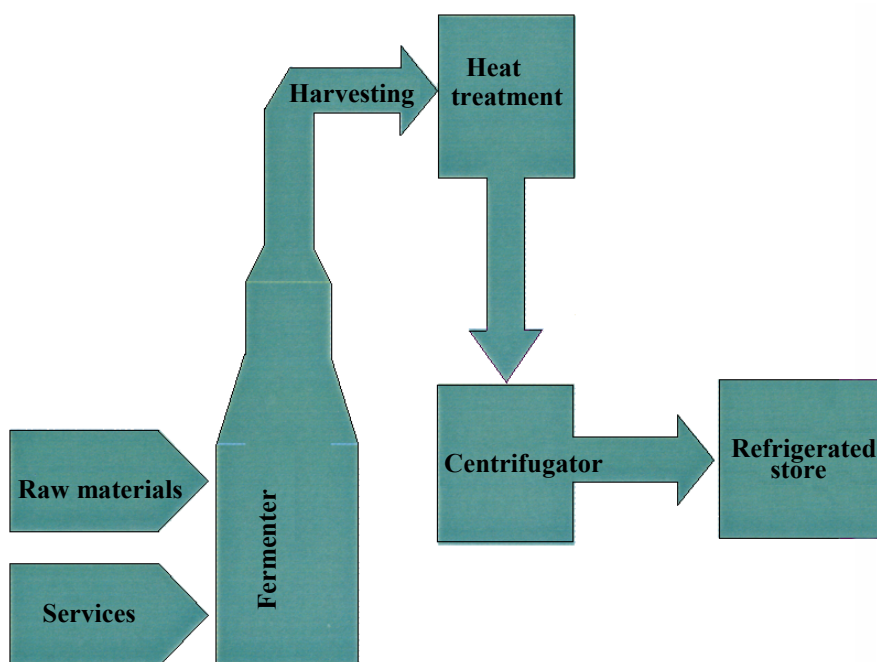 Harvesting
Heat
treatment
Centrifugator
Refrigerated
store
Raw materials
Services
Fermenter